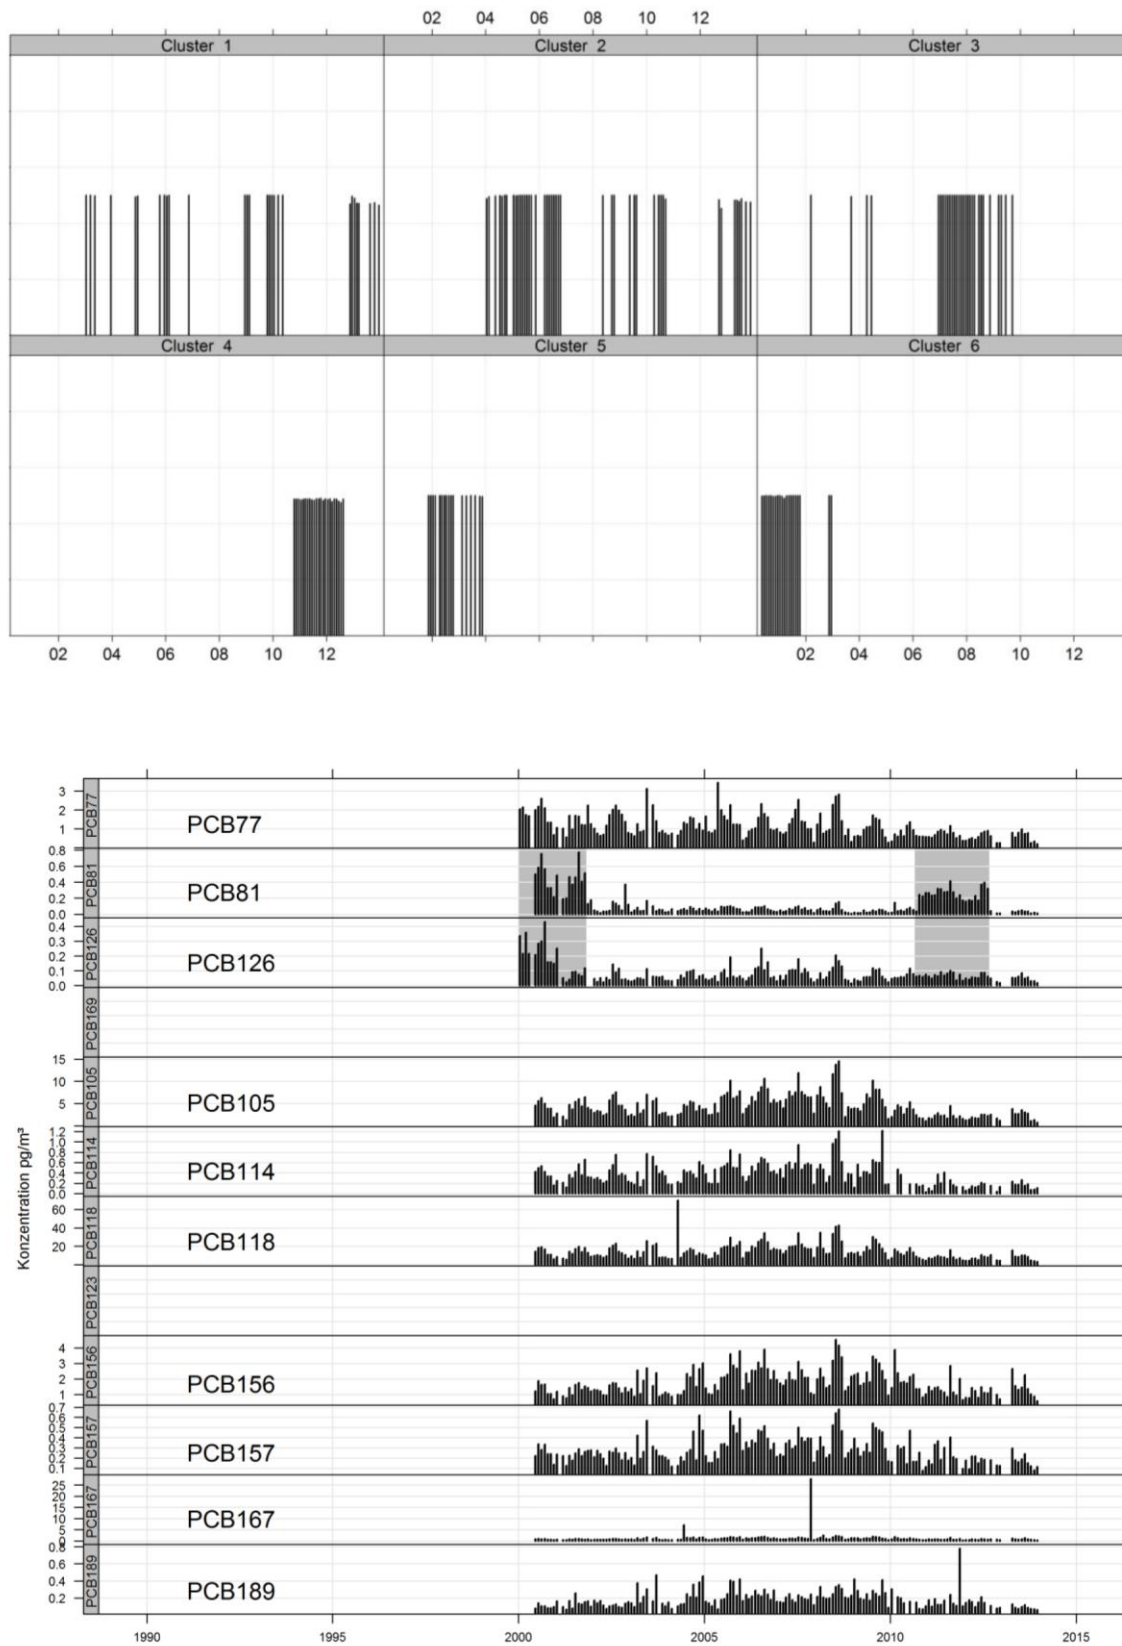 02 04 06 08 10 12
Cluster 1 Cluster 2 Cluster 3
Cluster 4 Cluster 5 Cluster 6
02 04 06 08 10 12 02 04 06 08 10 12
Konzentration pg/m³
3
2
1
PCB77
PCB77
0.8
0.6
0.4
0.2
0.0
PCB81
PCB81
0.4
0.3
0.2
0.1
0.0
PCB126
PCB126
PCB169
15
10
5
PCB105
PCB105
1.2
1.0
0.8
0.6
0.4
0.2
0.0
PCB114
PCB114
60
40
20
PCB118
PCB118
PCB123
4
3
2
1
PCB156
PCB156
0.7
0.6
0.5
0.4
0.3
0.2
0.1
PCB157
PCB157
25
20
15
10
5
0
PCB167
PCB167
0.8
0.6
0.4
0.2
PCB189
PCB189
1990 1995 2000 2005 2010 2015